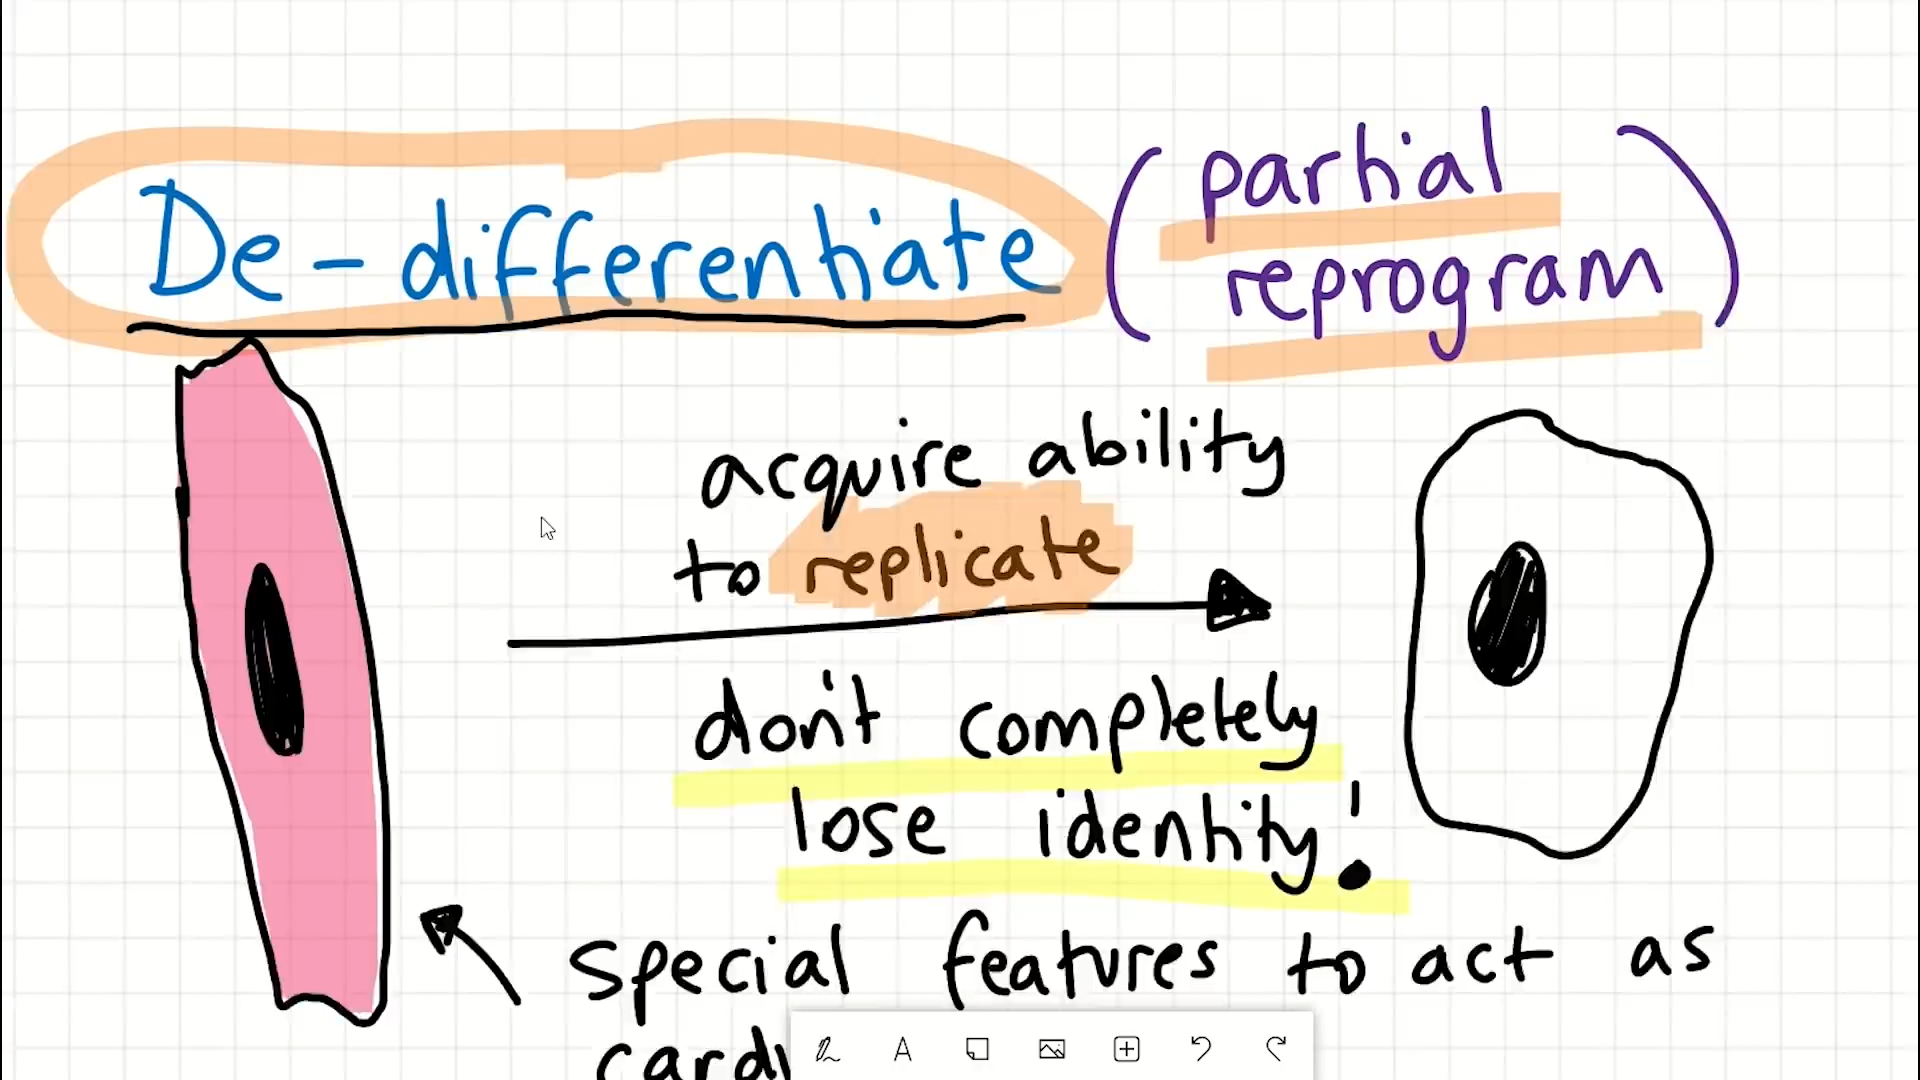 De-differentiate
(partial
reprogram)
acquire ability
to replicate
don't completely
lose identity!
special features to act as